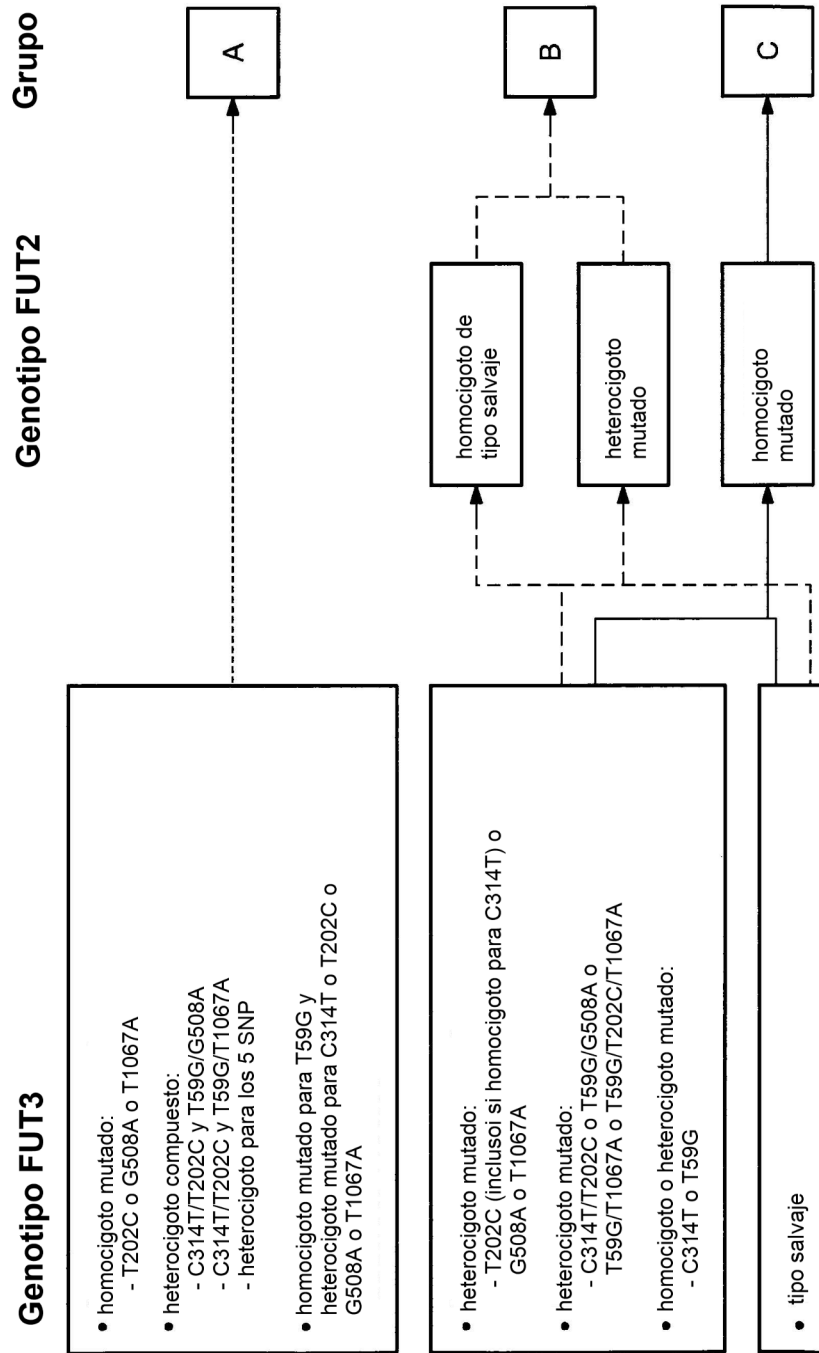 Genotipo FUT3
Genotipo FUT2
Grupo
• homocigoto mutado:
- T202C o G508A o T1067A
• heterocigoto compuesto:
- C314T/T202C y T59G/G508A
- C314T/T202C y T59G/T1067A
- heterocigoto para los 5 SNP
• homocigoto mutado para T59G y
heterocigoto mutado para C314T o T202C o
G508A o T1067A
A
• heterocigoto mutado:
- T202C (inclusoi si homocigoto para C314T) o
G508A o T1067A
• heterocigoto mutado:
- C314T/T202C o T59G/G508A o
T59G/T1067A o T59G/T202C/T1067A
• homocigoto o heterocigoto mutado:
- C314T o T59G
homocigoto de
tipo salvaje
heterocigoto
mutado
B
• tipo salvaje
homocigoto
mutado
C